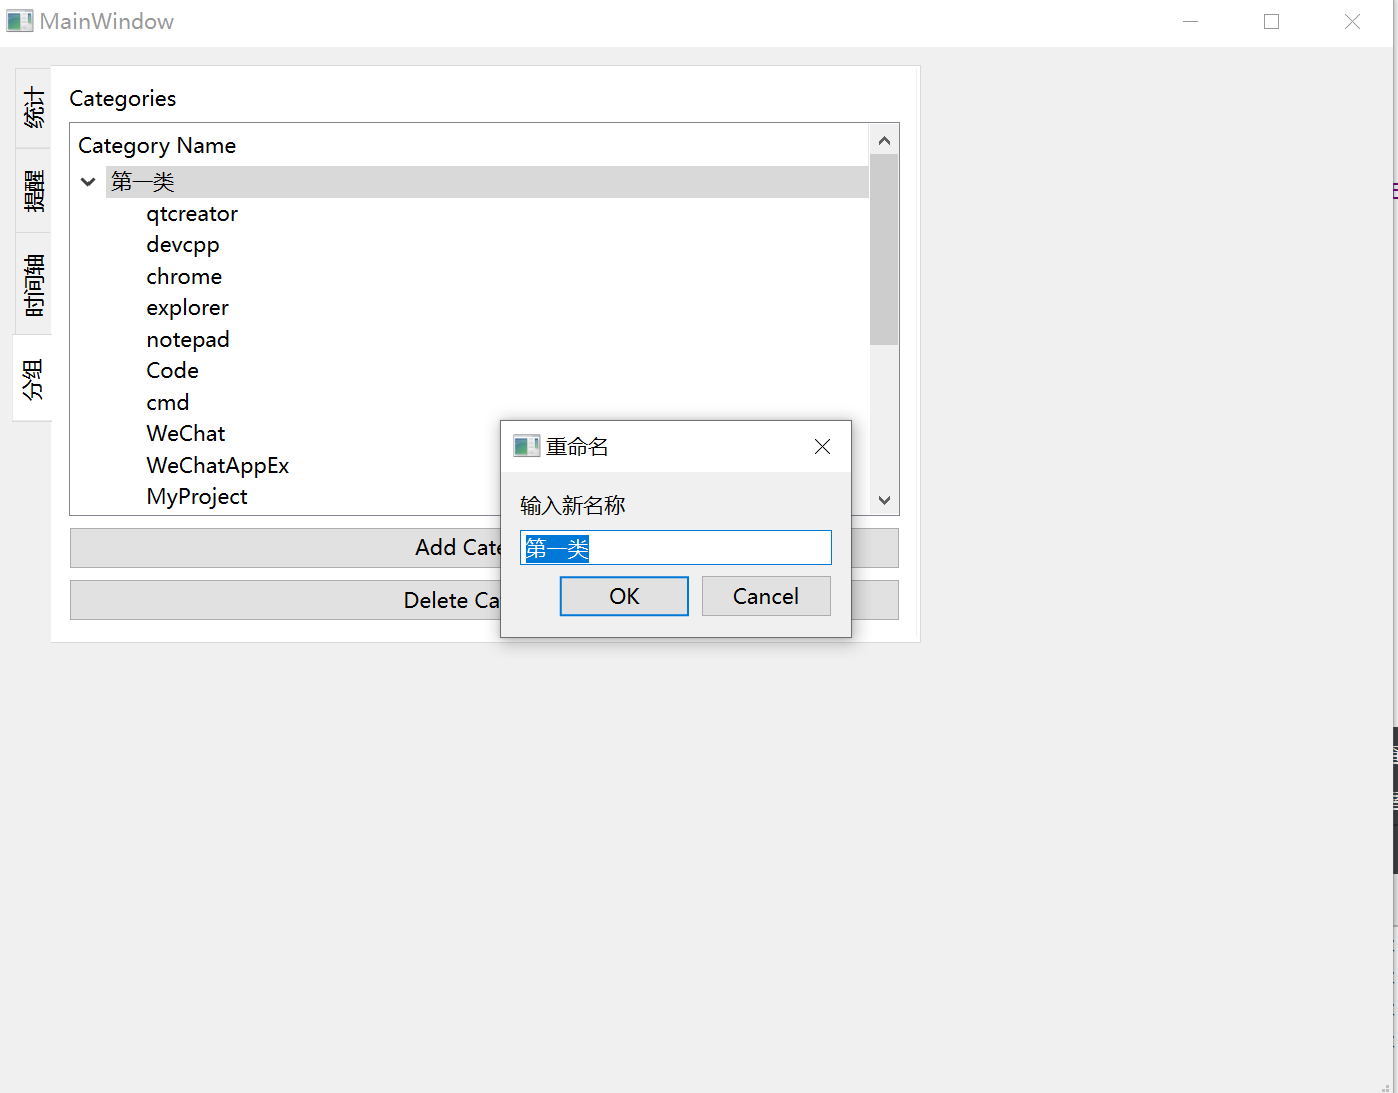 MainWindow
统计
提醒
时间轴
分组
Categories
Category Name
第一类
qtcreator
devcpp
chrome
explorer
notepad
Code
cmd
WeChat
WeChatAppEx
MyProject
Add Cate
Delete Ca
重命名
输入新名称
第一类
OK
Cancel